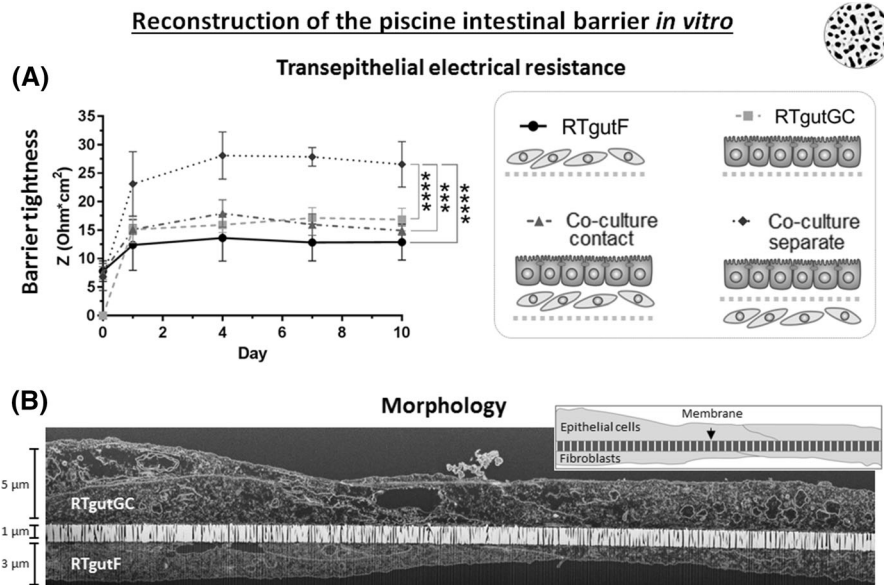 Reconstruction of the piscine intestinal barrier in vitro
(A)
Transepithelial electrical resistance
Barrier tightness
Z (Ohm*cm2)
35
30
25
20
15
10
5
0
0
2
4
6
8
10
Day
****
***
****
RTgutF
RTgutGC
Co-culture
contact
Co-culture
separate
(B)
Morphology
Membrane
Epithelial cells
Fibroblasts
5 µm
RTgutGC
1 µm
3 µm
RTgutF